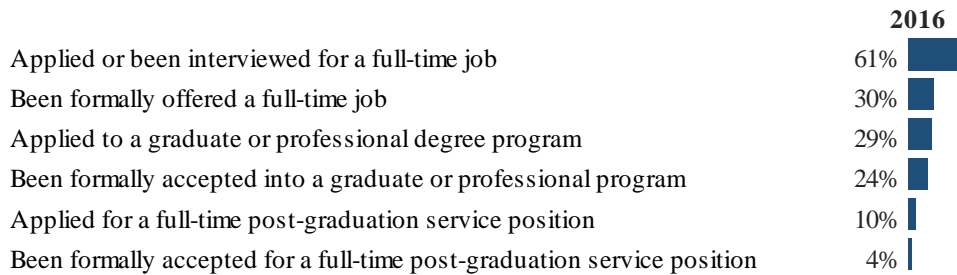 2016
Applied or been interviewed for a full-time job 61%
Been formally offered a full-time job 30%
Applied to a graduate or professional degree program 29%
Been formally accepted into a graduate or professional program 24%
Applied for a full-time post-graduation service position 10%
Been formally accepted for a full-time post-graduation service position 4%